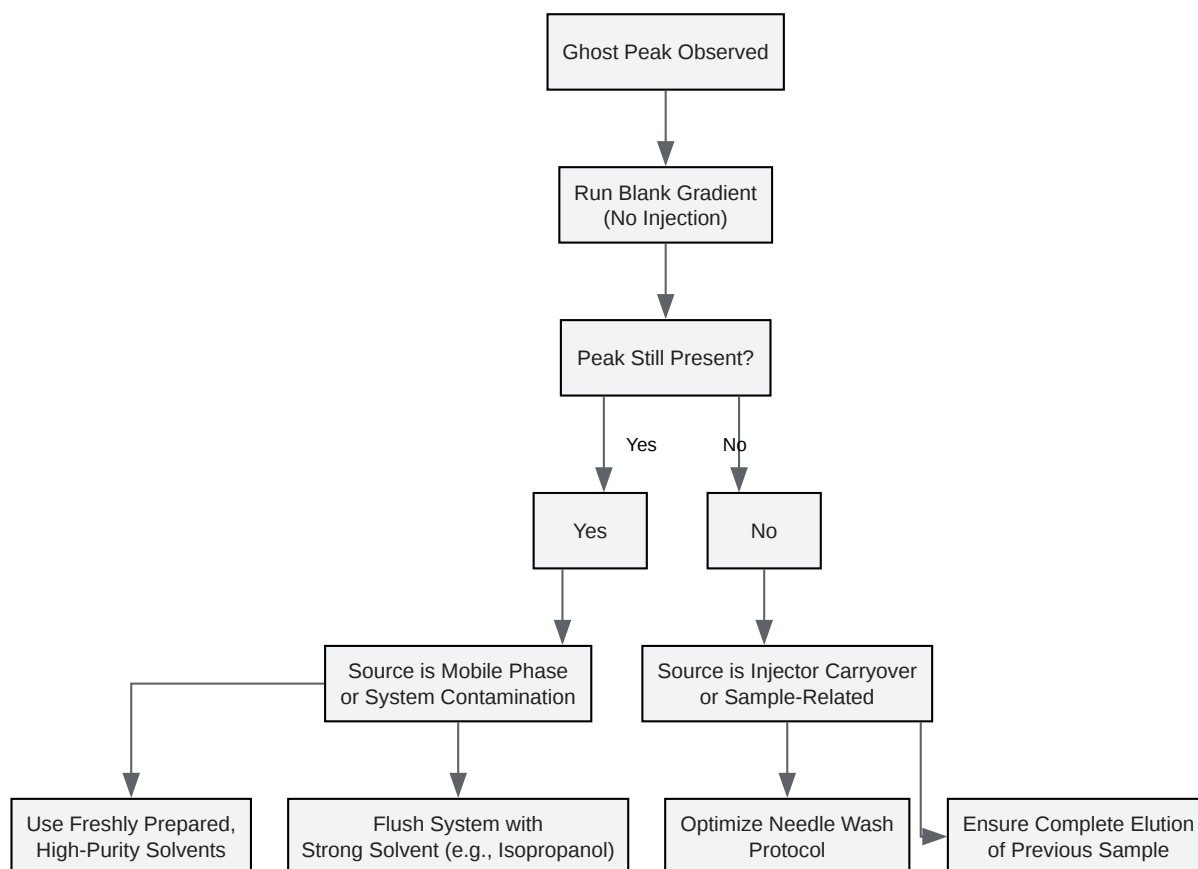 Ghost Peak Observed
Run Blank Gradient
(No Injection)
Peak Still Present?
Yes
No
Yes
No
Source is Mobile Phase
or System Contamination
Source is Injector Carryover
or Sample-Related
Use Freshly Prepared,
High-Purity Solvents
Flush System with
Strong Solvent (e.g., Isopropanol)
Optimize Needle Wash
Protocol
Ensure Complete Elution
of Previous Sample